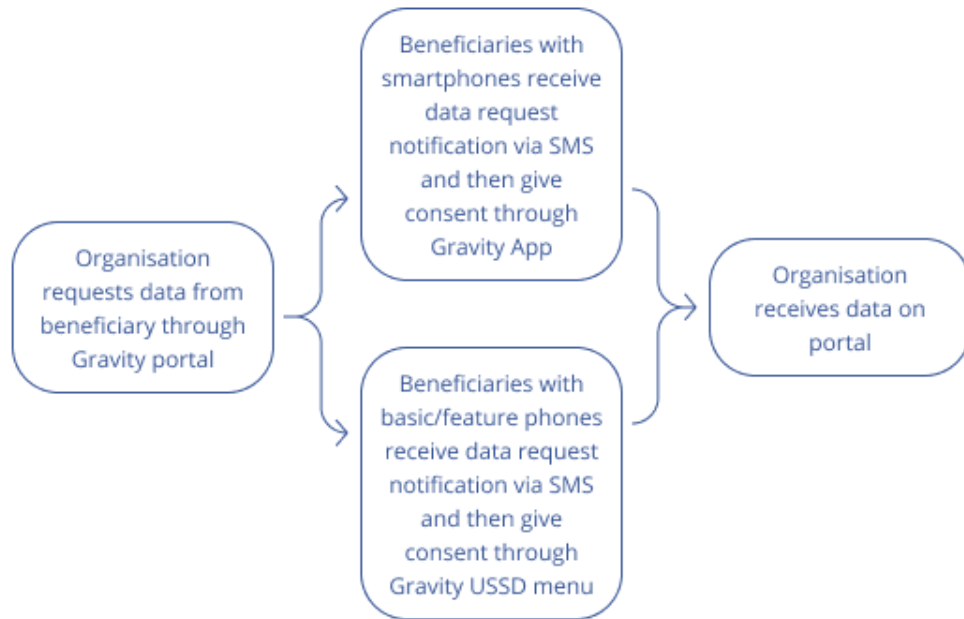 Organisation
requests data from
beneficiary through
Gravity portal
Beneficiaries with
smartphones receive
data request
notification via SMS
and then give
consent through
Gravity App
Beneficiaries with
basic/feature phones
receive data request
notification via SMS
and then give
consent through
Gravity USSD menu
Organisation
receives data on
portal